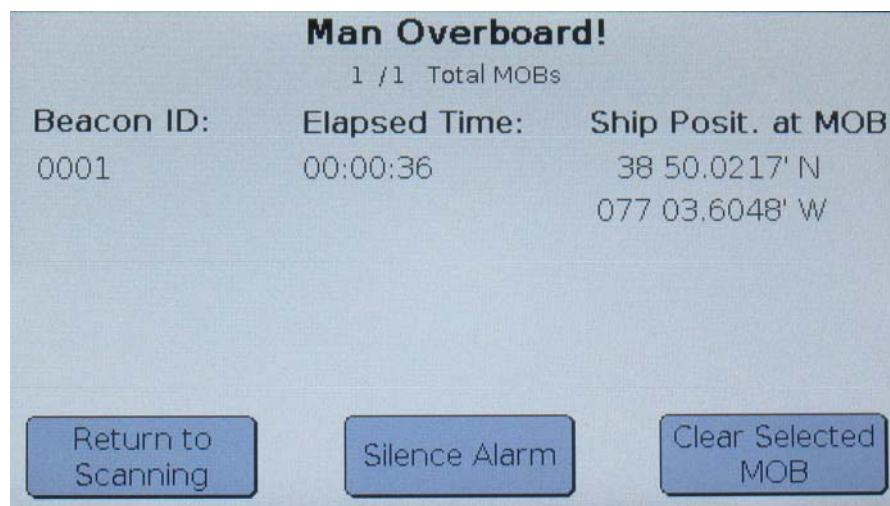 Man Overboard!
1 /1 Total MOBs
Beacon ID: Elapsed Time: Ship Posit. at MOB
0001 00:00:36 38 50.0217' N
077 03.6048' W
Return to
Scanning
Silence Alarm
Clear Selected
MOB